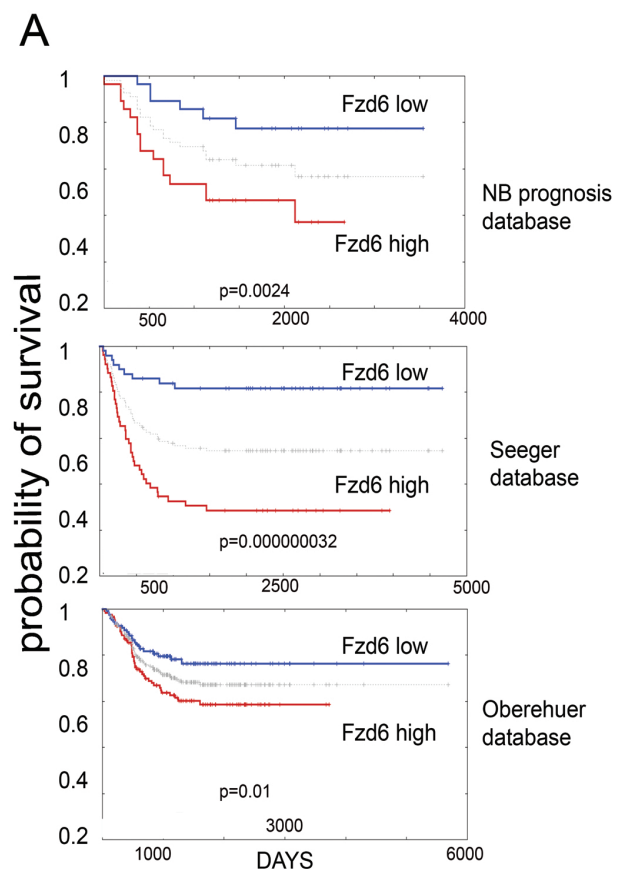 A
probability of survival
1
0.8
0.6
0.4
0.2
Fzd6 low
Fzd6 high
p=0.0024
500
2000
4000
NB prognosis
database
1
0.8
0.6
0.4
0.2
Fzd6 low
Fzd6 high
p=0.000000032
500
2500
5000
Seeger
database
1
0.8
0.6
0.4
0.2
Fzd6 low
Fzd6 high
p=0.01
3000
1000
DAYS
6000
Oberehuer
database